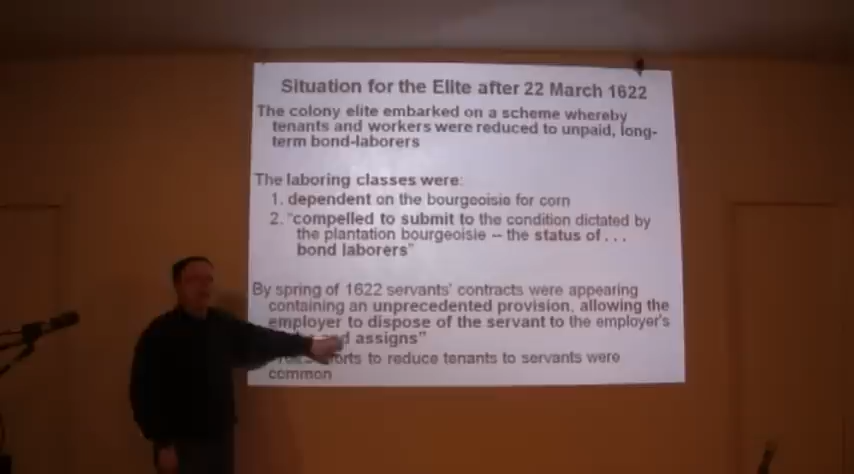 Situation for the Elite after 22 March 1622
The colony elite embarked on a scheme whereby
tenants and workers were reduced to unpaid, long-
term bond-laborers
The laboring classes were:
1. dependent on the bourgeoisie for corn
2. "compelled to submit to the condition dictated by
the plantation bourgeoisie – the status of . . .
bond laborers"
By spring of 1622 servants' contracts were appearing
containing an unprecedented provision, allowing the
employer to dispose of the servant to the employer's
assigns"
to reduce tenants to servants were
common